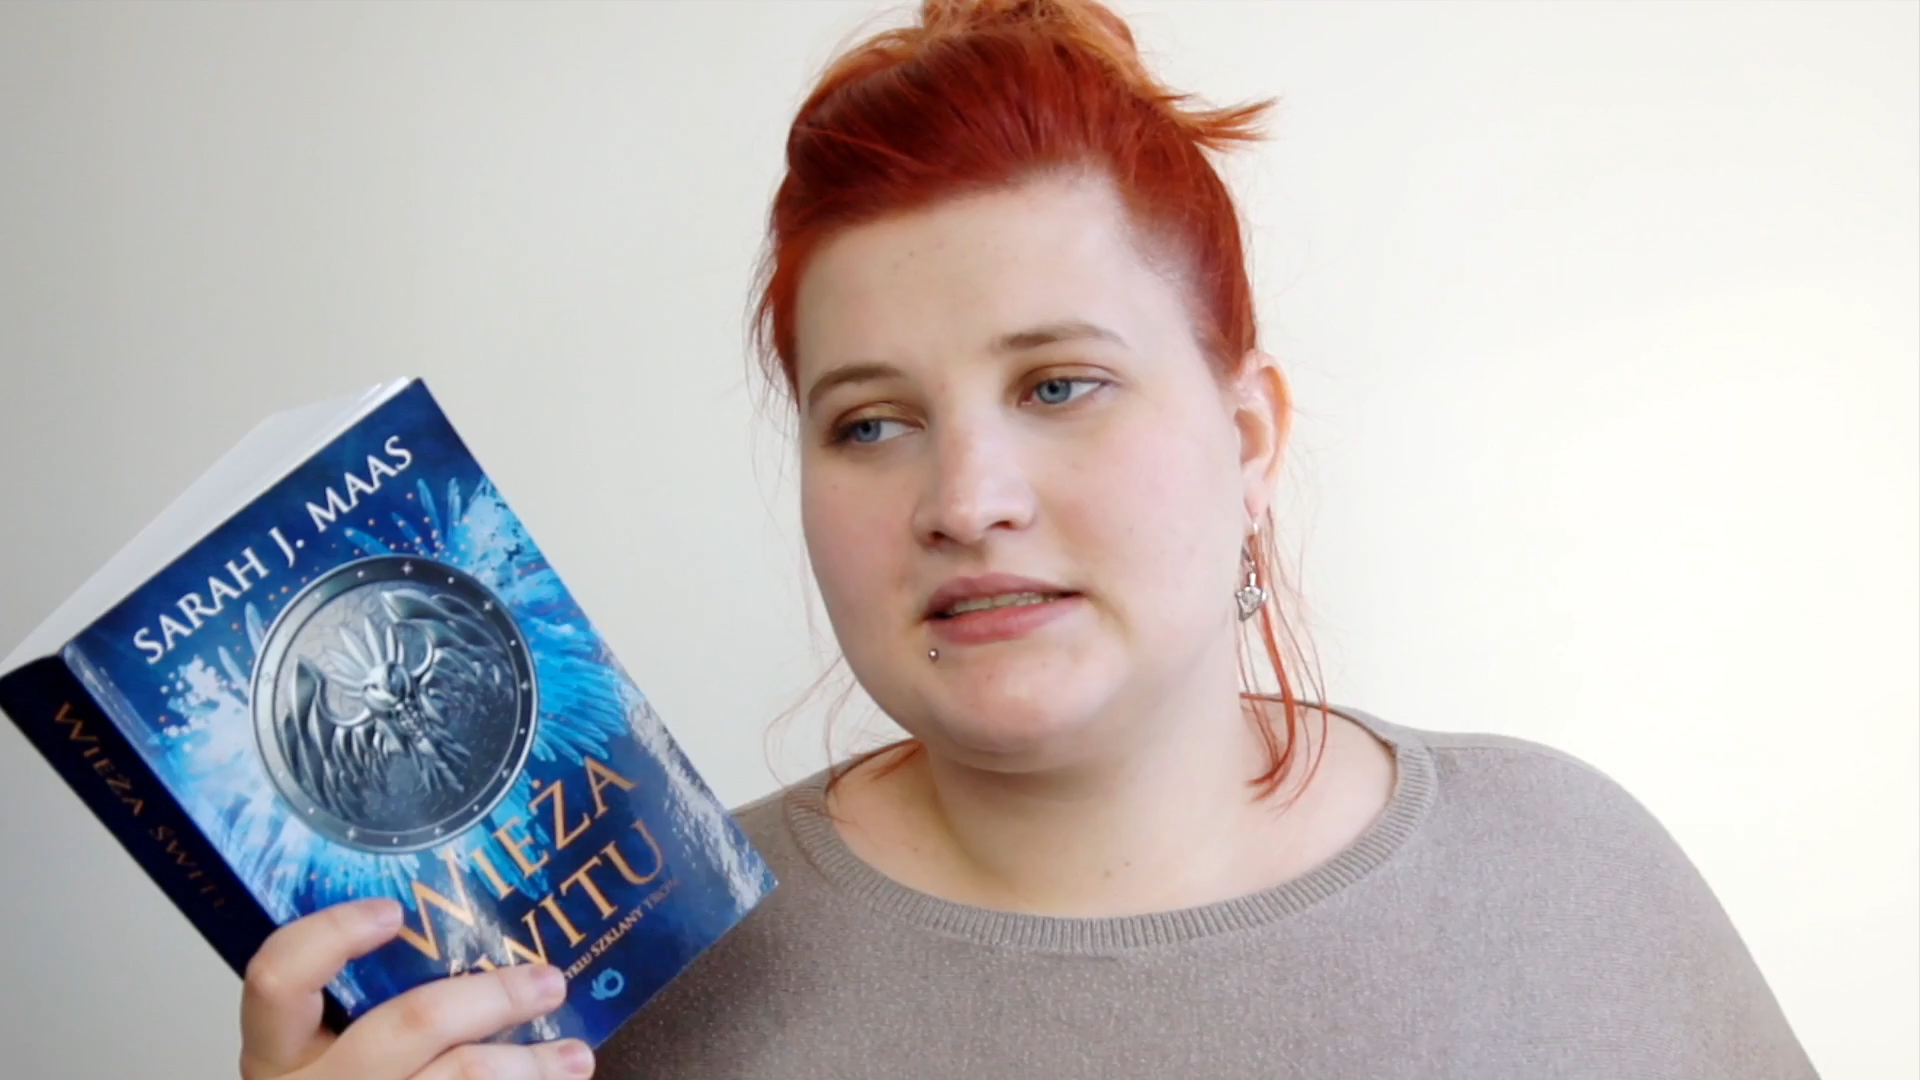 SARAH J. MAAS
WIEŻA
ŚWITU
SZKLANY TRON
WIEŻA ŚWITU